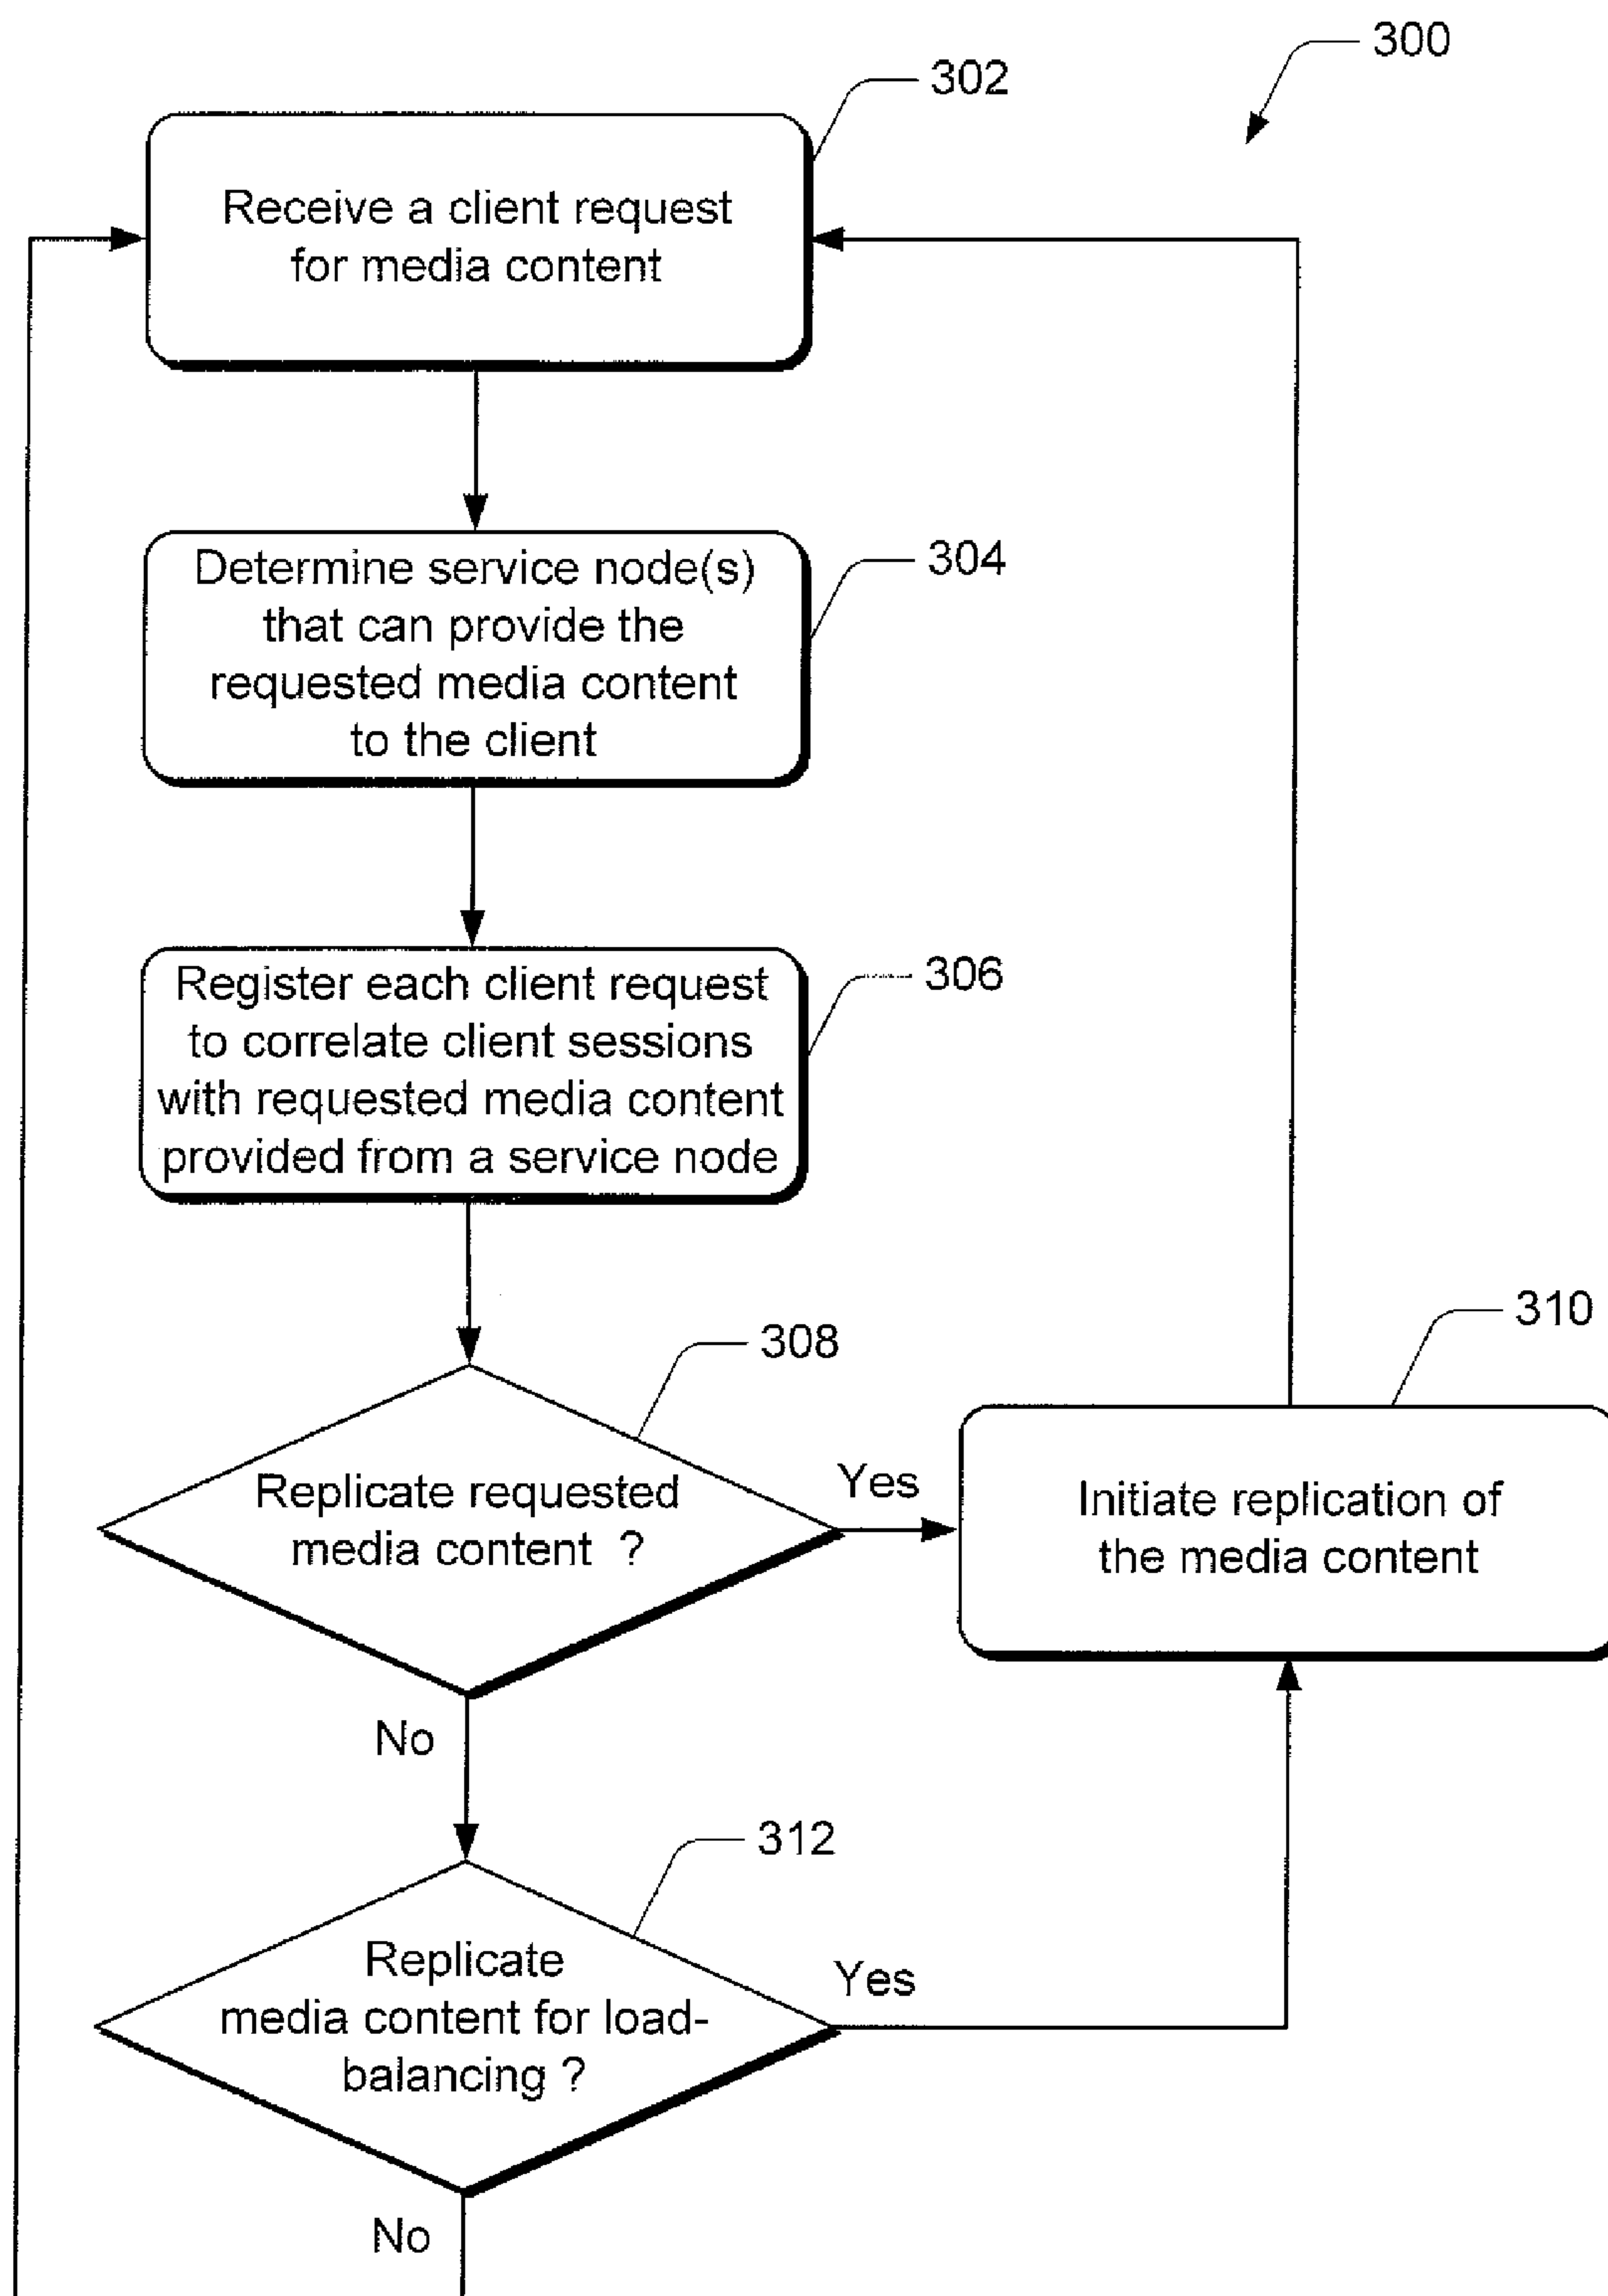 300
302
Receive a client request
for media content
304
Determine service node(s)
that can provide the
requested media content
to the client
306
Register each client request
to correlate client sessions
with requested media content
provided from a service node
308
Replicate requested
media content ?
Yes
310
Initiate replication of
the media content
No
312
Replicate
media content for load-
balancing ?
Yes
No